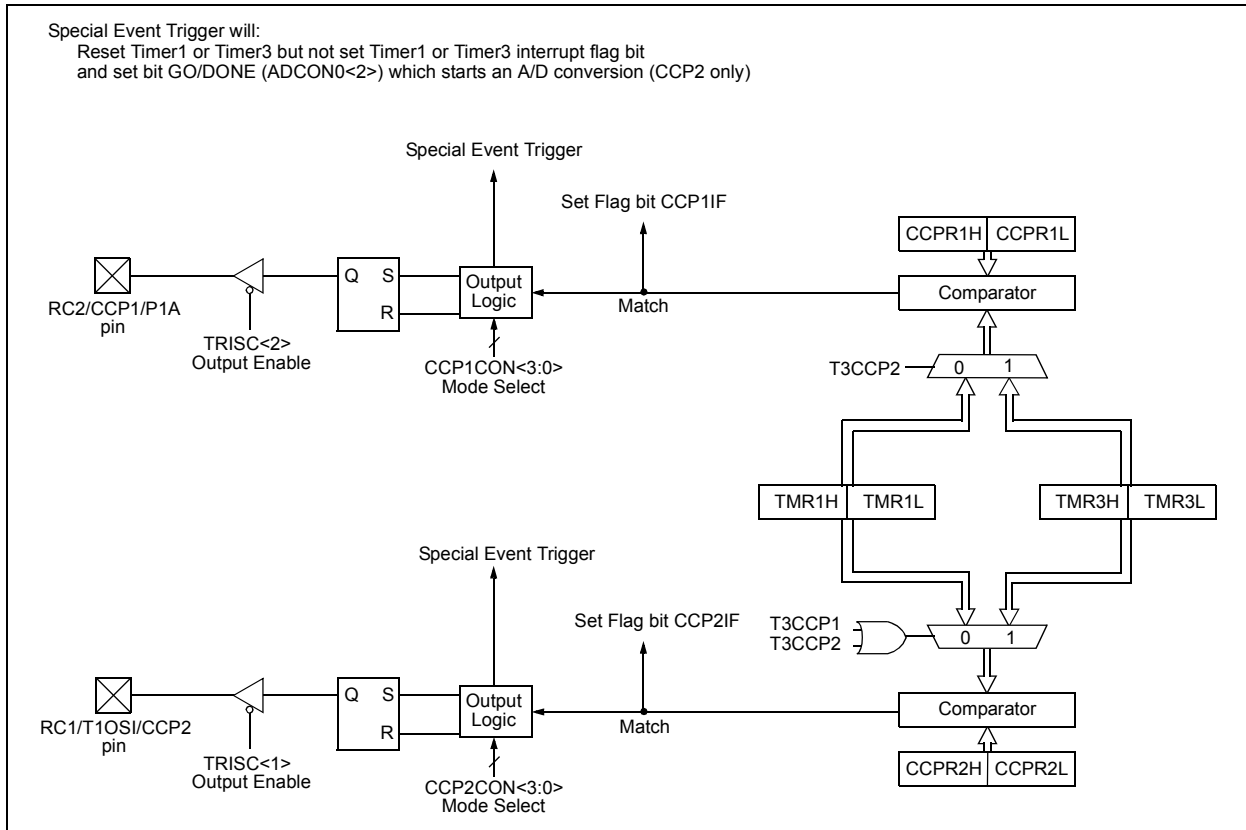 Special Event Trigger will:
Reset Timer1 or Timer3 but not set Timer1 or Timer3 interrupt flag bit
and set bit GO/DONE (ADCON0<2>) which starts an A/D conversion (CCP2 only)
Special Event Trigger
Set Flag bit CCP1IF
CCPR1H CCPR1L
Q S
R
Output
Logic
Comparator
Match
RC2/CCP1/P1A
pin
TRISC<2>
Output Enable
CCP1CON<3:0>
Mode Select
T3CCP2
0 1
TMR1H TMR1L
TMR3H TMR3L
Special Event Trigger
Set Flag bit CCP2IF
T3CCP1
T3CCP2
0 1
Q S
R
Output
Logic
Comparator
Match
RC1/T1OSI/CCP2
pin
TRISC<1>
Output Enable
CCP2CON<3:0>
Mode Select
CCPR2H CCPR2L